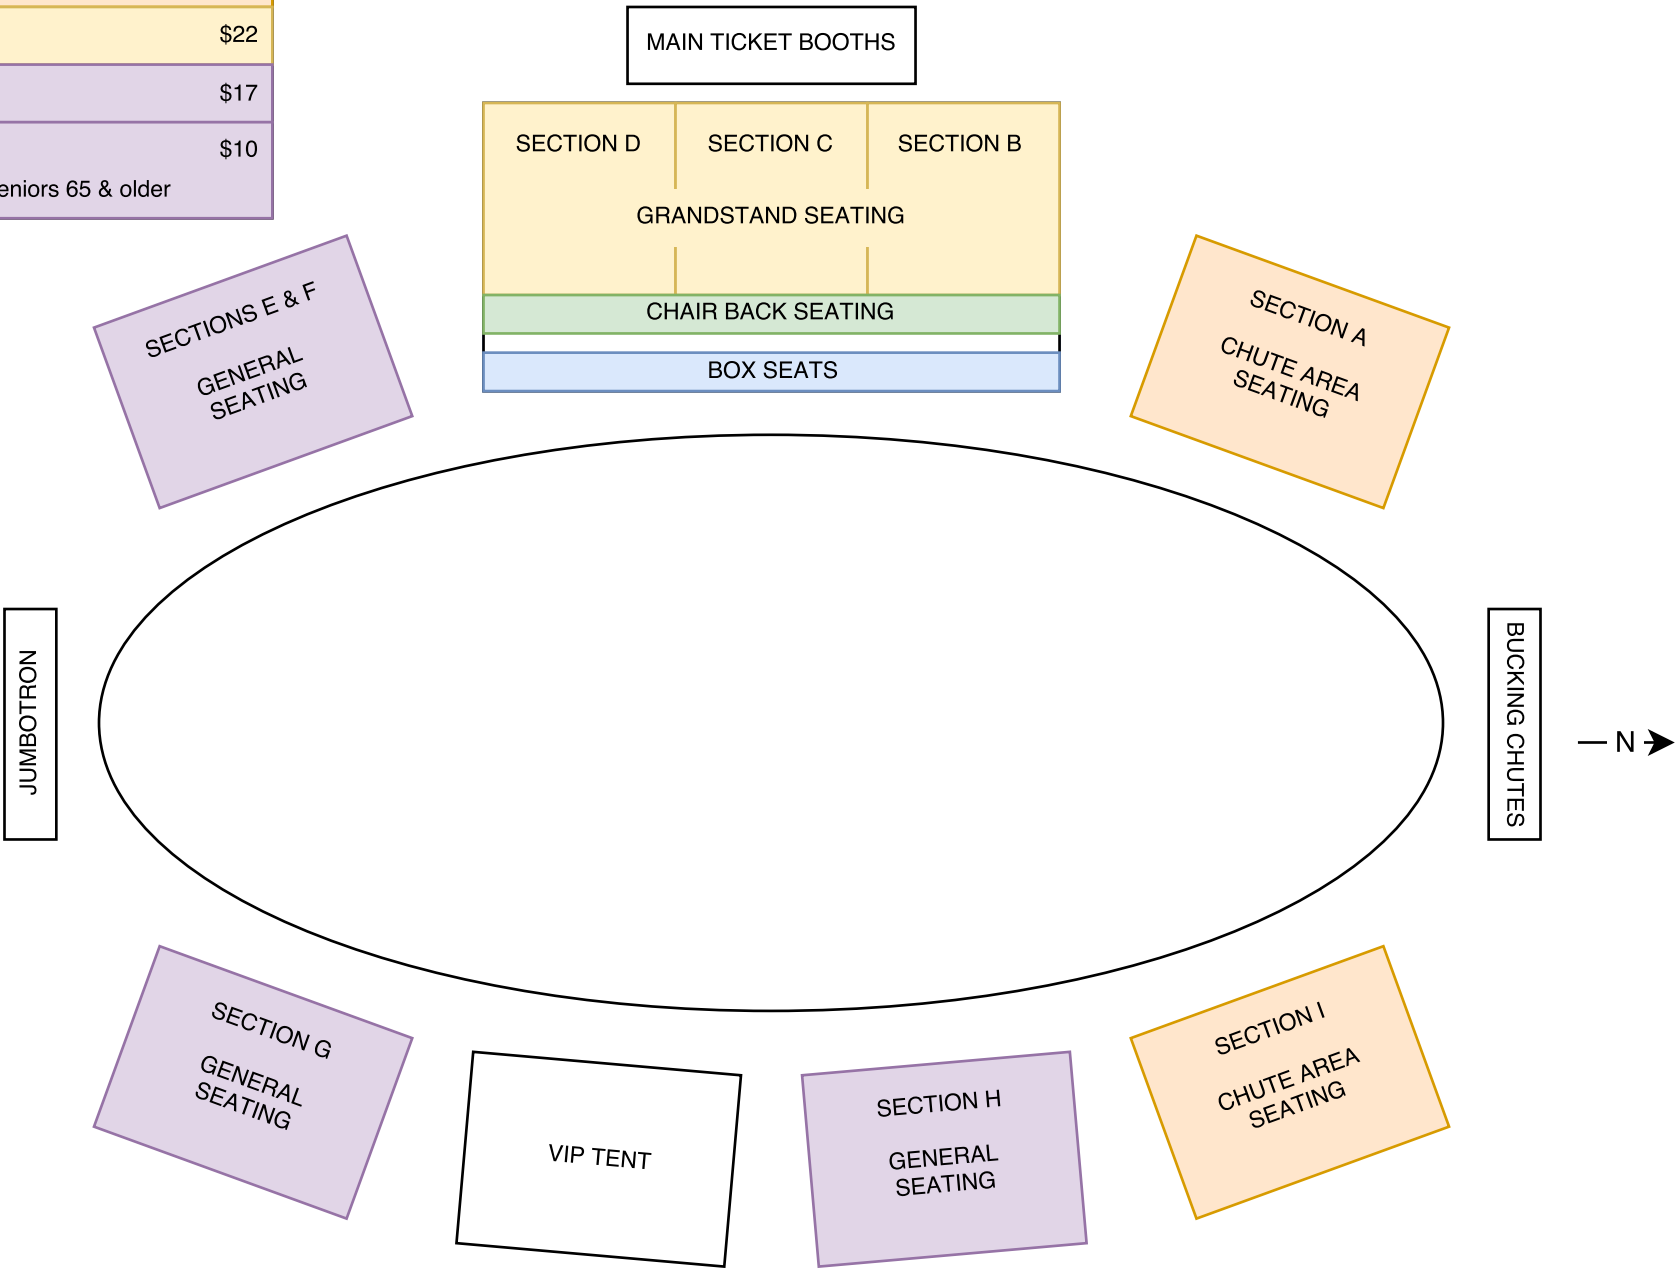 $22
$17
$10
eniors 65 & older
MAIN TICKET BOOTHS
SECTION D
SECTION C
SECTION B
GRANDSTAND SEATING
CHAIR BACK SEATING
BOX SEATS
SECTIONS E & F
GENERAL
SEATING
SECTION A
CHUTE AREA
SEATING
JUMBOTRON
BUCKING CHUTES
N
SECTION G
GENERAL
SEATING
VIP TENT
SECTION H
GENERAL
SEATING
SECTION I
CHUTE AREA
SEATING